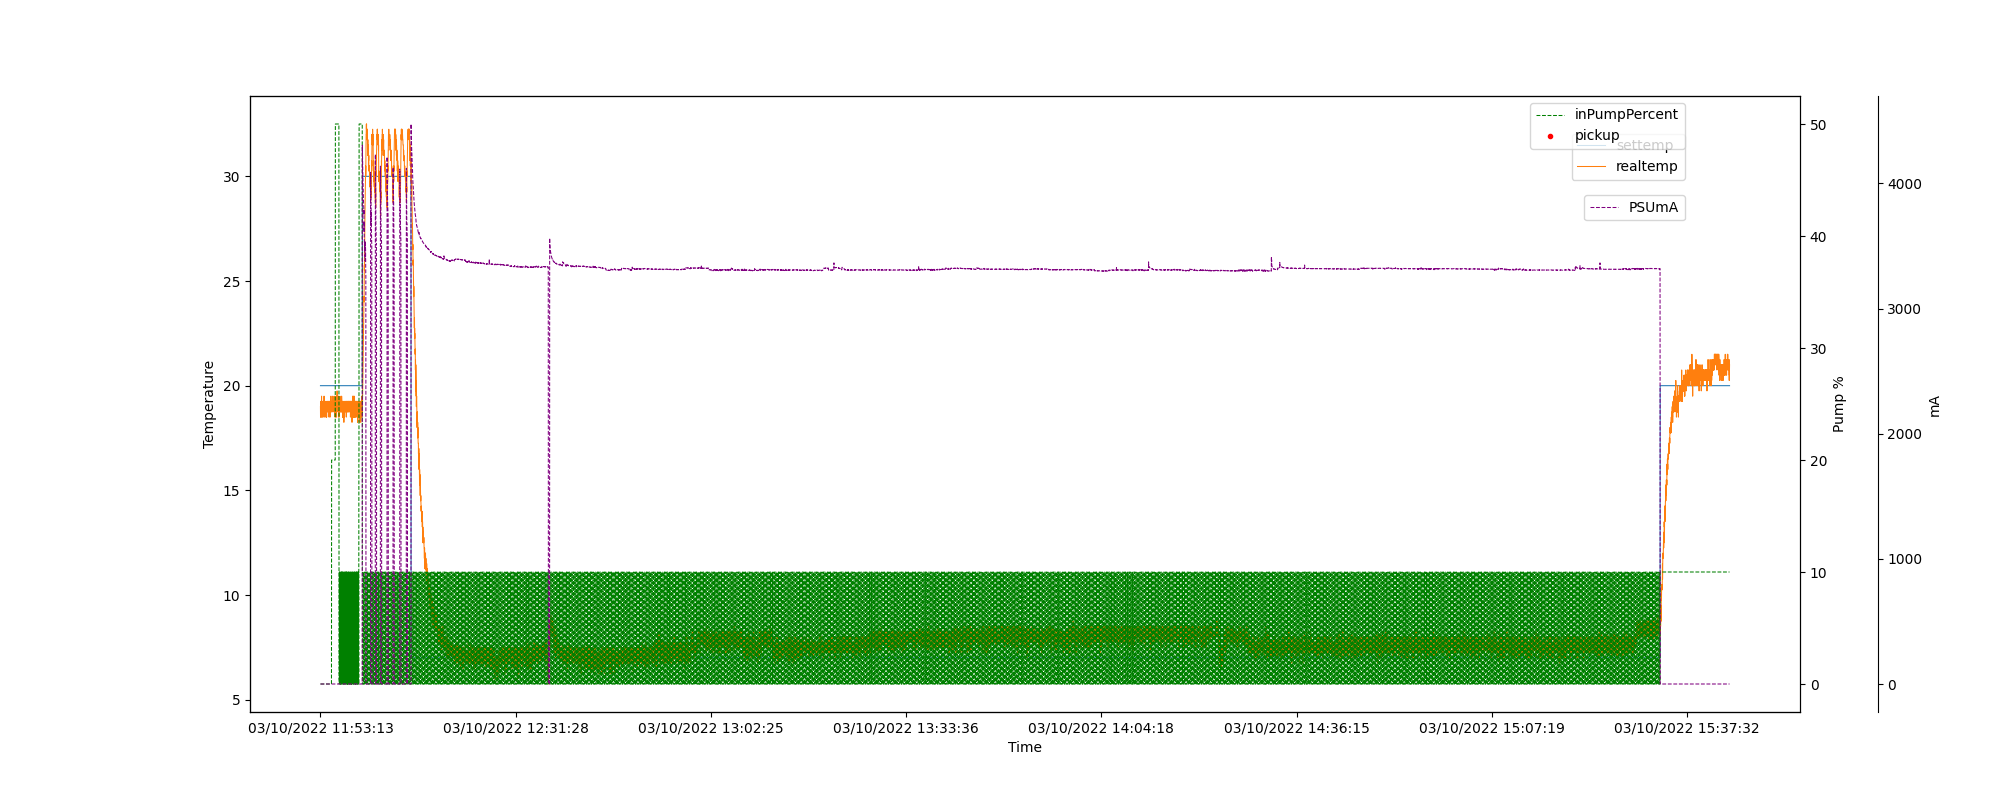 inPumpPercent
pickup
settemp
realtemp
PSUmA
30
25
20
15
10
5
Temperature
50
40
30
20
10
0
Pump %
4000
3000
2000
1000
0
mA
03/10/2022 11:53:13
03/10/2022 12:31:28
03/10/2022 13:02:25
03/10/2022 13:33:36
03/10/2022 14:04:18
03/10/2022 14:36:15
03/10/2022 15:07:19
03/10/2022 15:37:32
Time